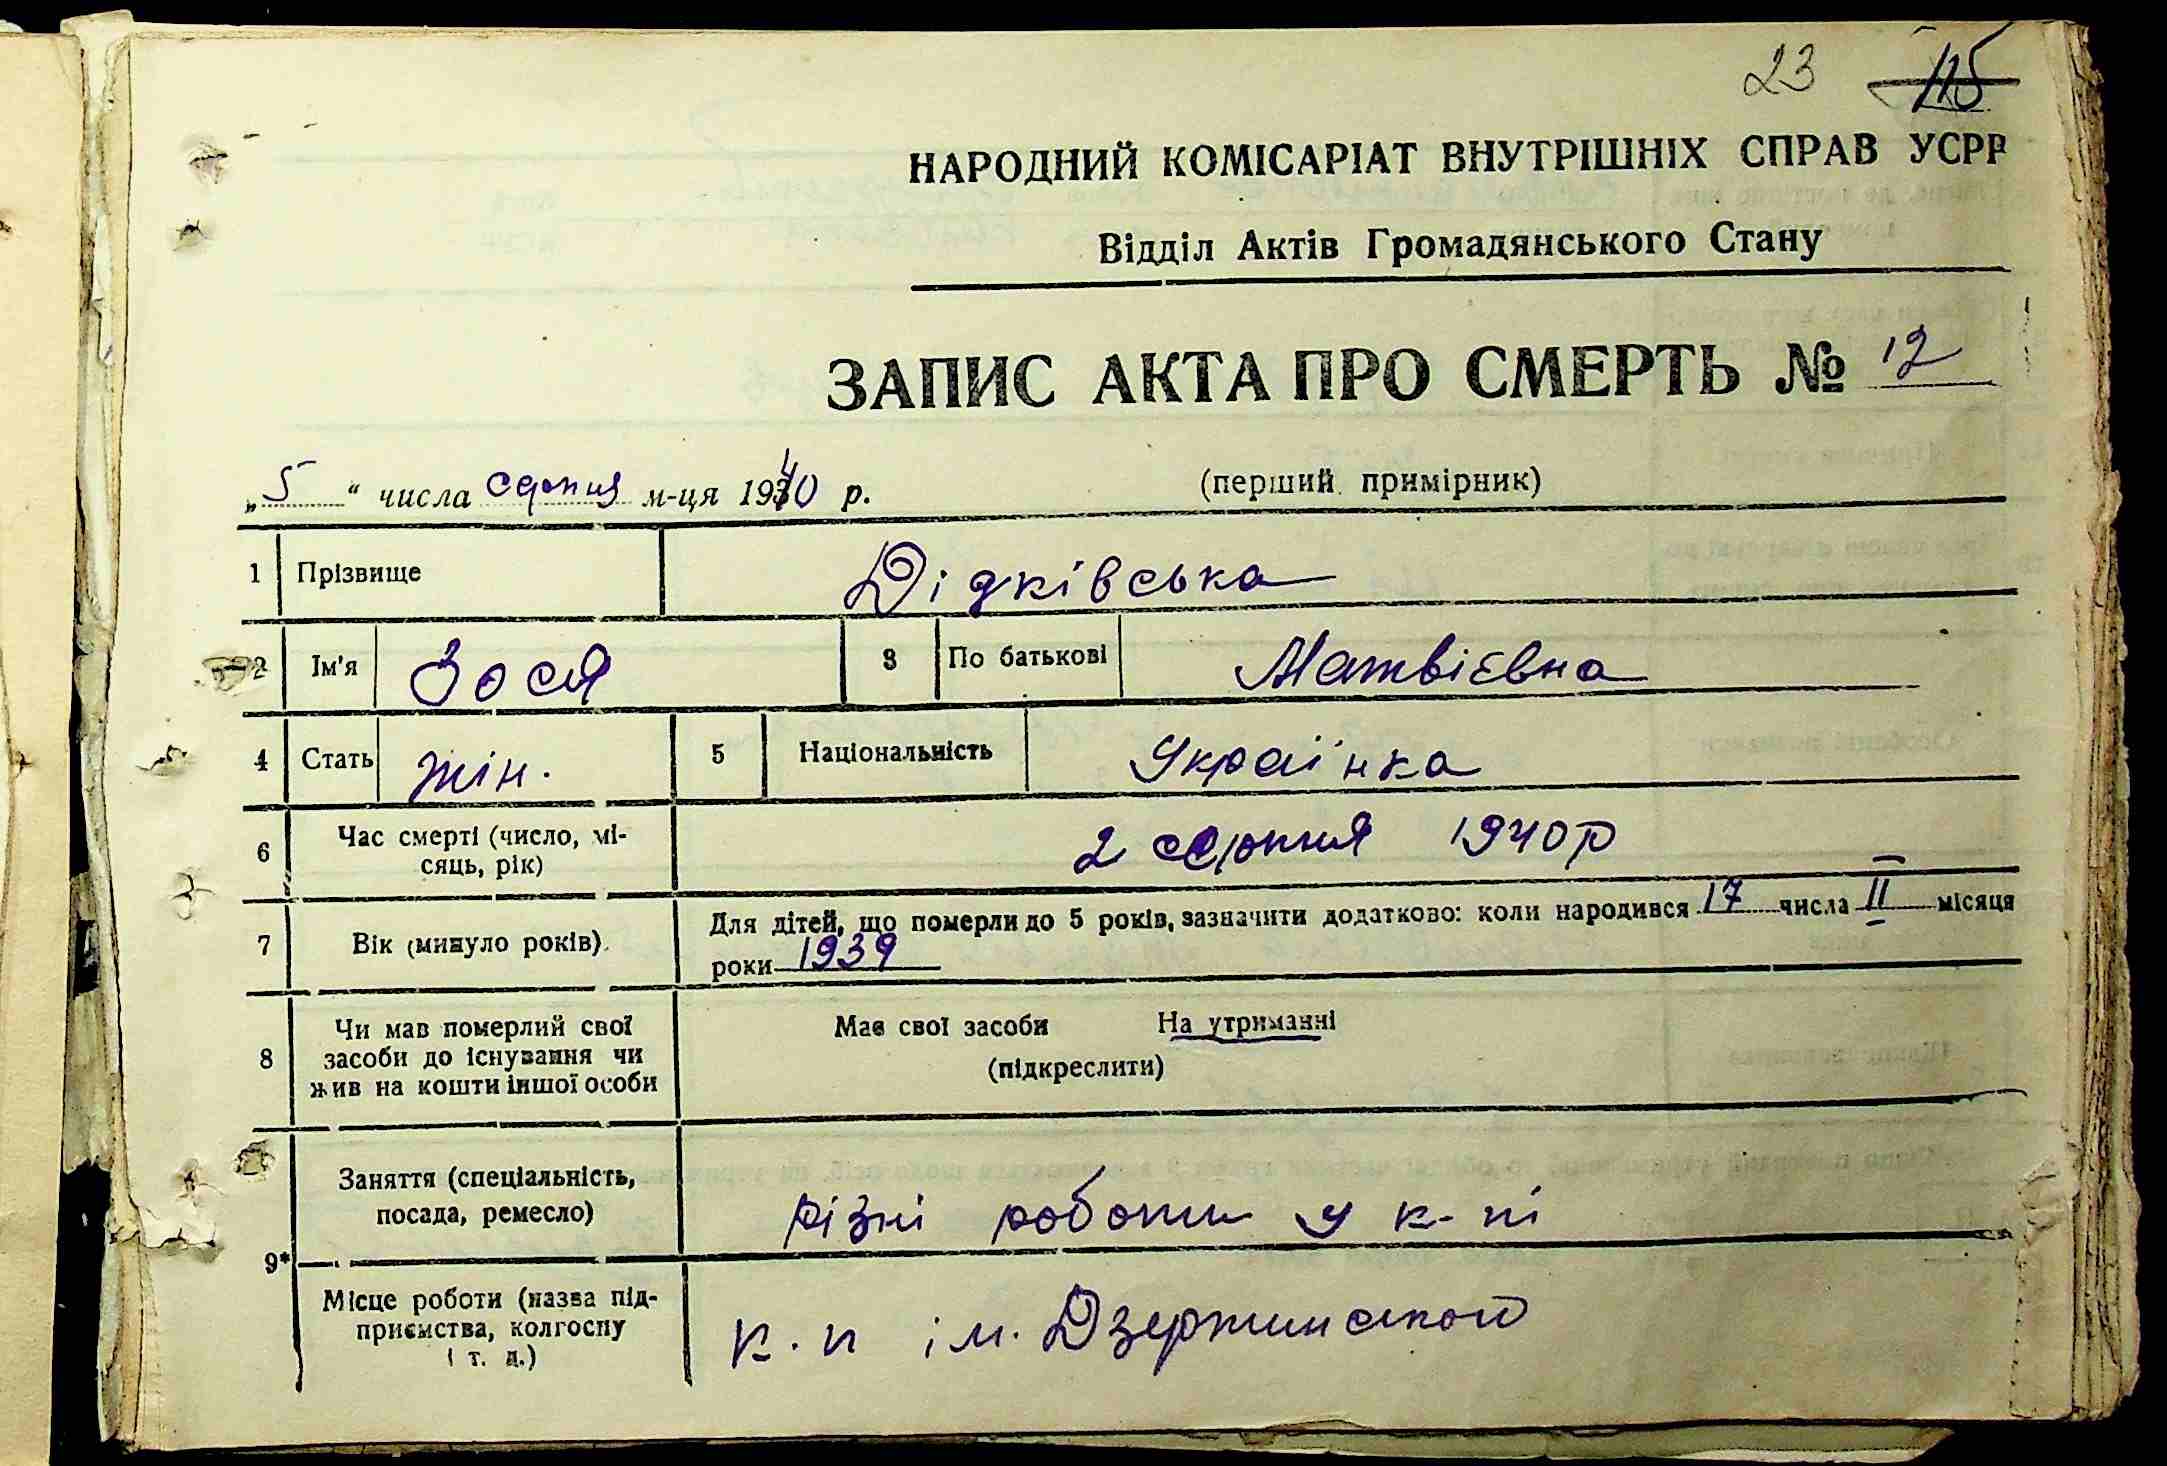 23 115
НАРОДНИЙ КОМІСАРІАТ ВНУТРІШНІХ СПРАВ УСРР
Відділ Актів Громадянського Стану
ЗАПИС АКТА ПРО СМЕРТЬ № 12
„5“ числа серпня м-ця 1940 р. (перший примірник)
1 Прізвище Дідківська
2 Ім'я Зося 3 По батькові Матвієвна
4 Стать жін. 5 Національність Українка
6 Час смерті (число, мі-
сяць, рік) 2 серпня 1940 р
7 Вік (минуло років). Для дітей, що померли до 5 років, зазначити додатково: коли народився 17 числа II місяця
роки 1939
8 Чи мав померлий свої
засоби до існування чи
жив на кошти іншої особи Має свої засоби На утриманні
(підкреслити)
9* Заняття (спеціальність,
посада, ремесло) різні роботи у к-пі
Місце роботи (назва під-
приємства, колгоспу
і т. д.) к.п ім. Дзержинського